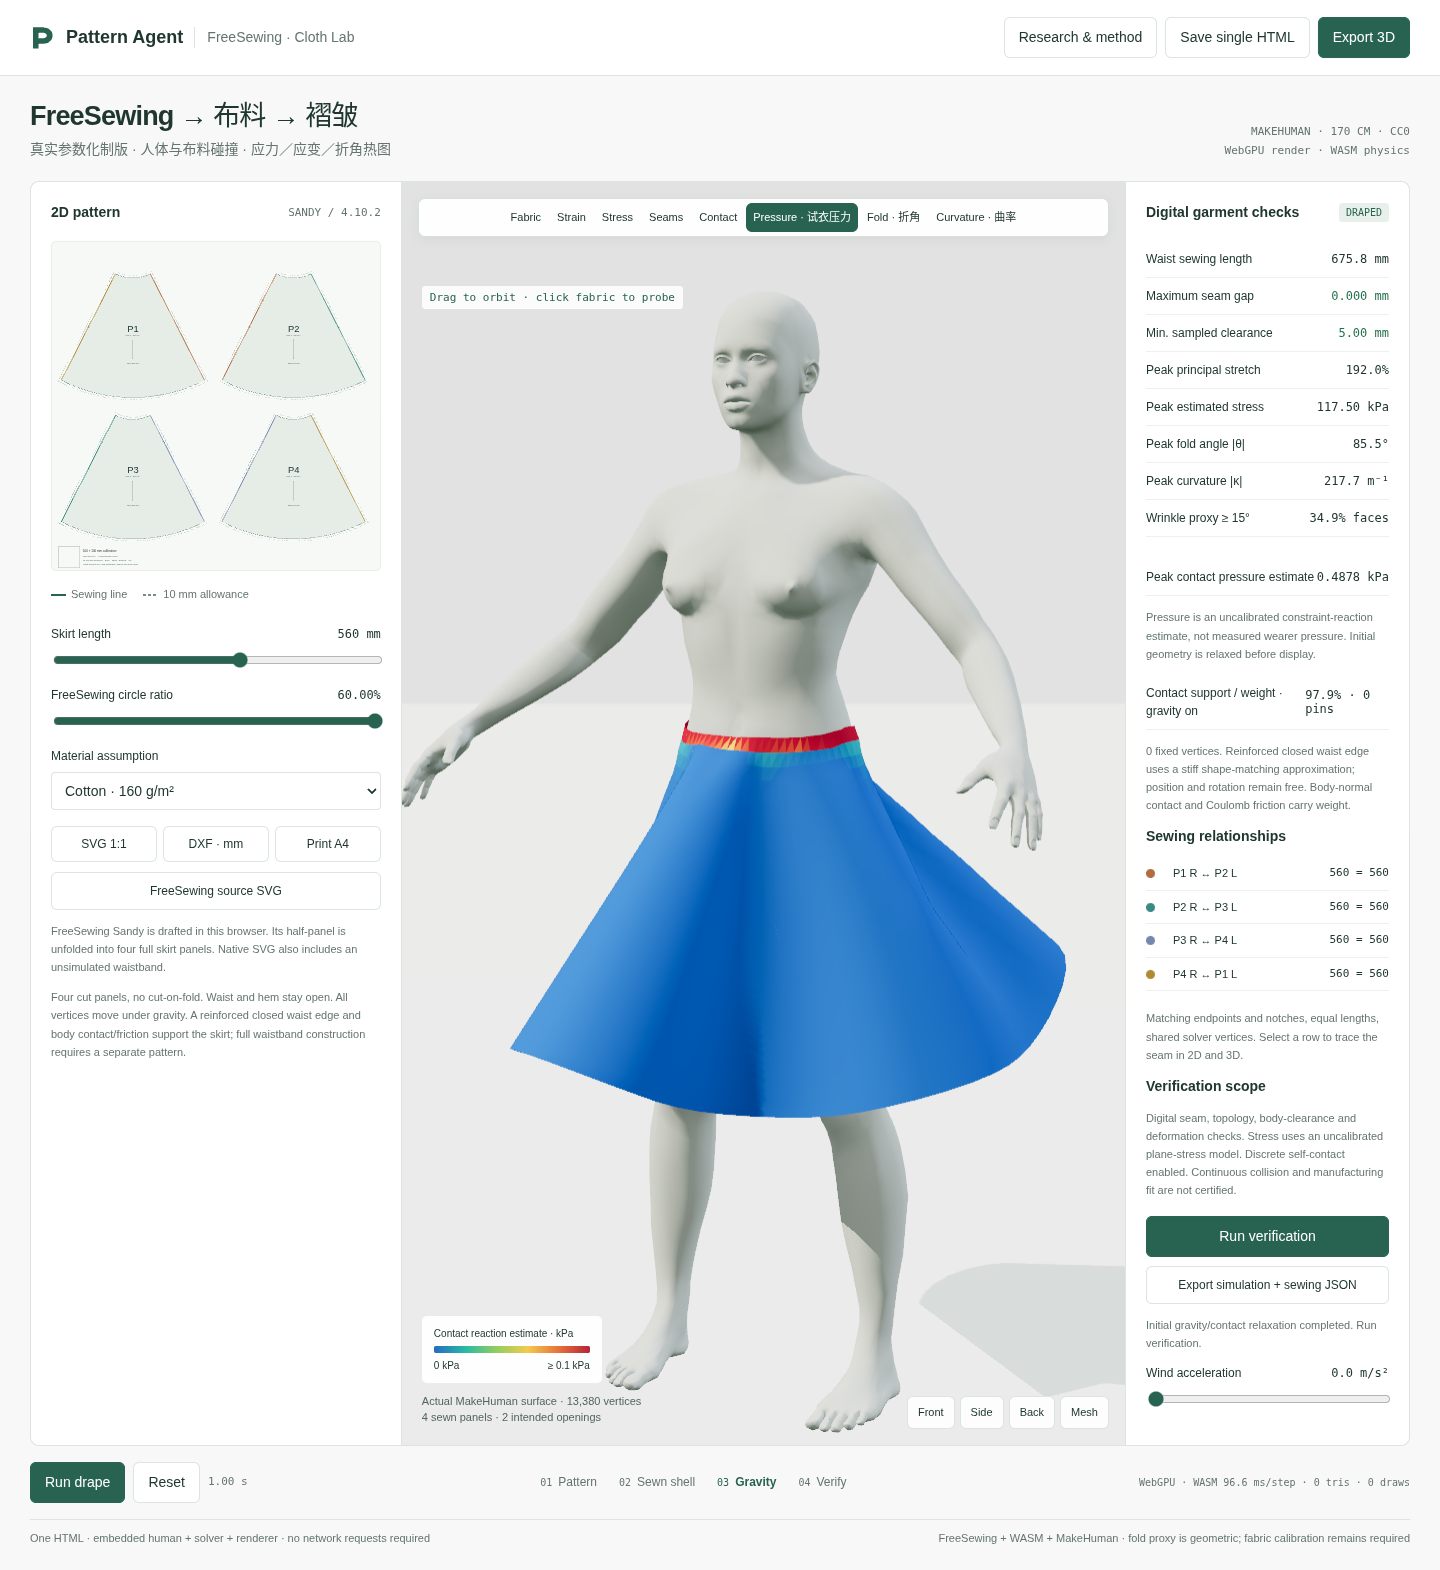 Pattern Agent
FreeSewing · Cloth Lab
Research & method
Save single HTML
Export 3D
FreeSewing → 布料 → 褶皱
真实参数化制版 · 人体与布料碰撞 · 应力／应变／折角热图
MAKEHUMAN · 170 CM · CC0
WebGPU render · WASM physics
2D pattern
SANDY / 4.10.2
P1
P2
P3
P4
Sewing line
10 mm allowance
Skirt length
560 mm
FreeSewing circle ratio
60.00%
Material assumption
Cotton · 160 g/m²
SVG 1:1
DXF · mm
Print A4
FreeSewing source SVG
FreeSewing Sandy is drafted in this browser. Its half-panel is
unfolded into four full skirt panels. Native SVG also includes an
unsimulated waistband.
Four cut panels, no cut-on-fold. Waist and hem stay open. All
vertices move under gravity. A reinforced closed waist edge and
body contact/friction support the skirt; full waistband construction
requires a separate pattern.
Fabric
Strain
Stress
Seams
Contact
Pressure · 试衣压力
Fold · 折角
Curvature · 曲率
Drag to orbit · click fabric to probe
Contact reaction estimate · kPa
0 kPa
≥ 0.1 kPa
Actual MakeHuman surface · 13,380 vertices
4 sewn panels · 2 intended openings
Front
Side
Back
Mesh
Digital garment checks
DRAPED
Waist sewing length
675.8 mm
Maximum seam gap
0.000 mm
Min. sampled clearance
5.00 mm
Peak principal stretch
192.0%
Peak estimated stress
117.50 kPa
Peak fold angle |θ|
85.5°
Peak curvature |κ|
217.7 m⁻¹
Wrinkle proxy ≥ 15°
34.9% faces
Peak contact pressure estimate
0.4878 kPa
Pressure is an uncalibrated constraint-reaction
estimate, not measured wearer pressure. Initial
geometry is relaxed before display.
Contact support / weight ·
gravity on
97.9% · 0
pins
0 fixed vertices. Reinforced closed waist edge
uses a stiff shape-matching approximation;
position and rotation remain free. Body-normal
contact and Coulomb friction carry weight.
Sewing relationships
P1 R ↔ P2 L
560 = 560
P2 R ↔ P3 L
560 = 560
P3 R ↔ P4 L
560 = 560
P4 R ↔ P1 L
560 = 560
Matching endpoints and notches, equal lengths,
shared solver vertices. Select a row to trace the
seam in 2D and 3D.
Verification scope
Digital seam, topology, body-clearance and
deformation checks. Stress uses an uncalibrated
plane-stress model. Discrete self-contact
enabled. Continuous collision and manufacturing
fit are not certified.
Run verification
Export simulation + sewing JSON
Initial gravity/contact relaxation completed. Run
verification.
Wind acceleration
0.0 m/s²
Run drape
Reset
1.00 s
01 Pattern
02 Sewn shell
03 Gravity
04 Verify
WebGPU · WASM 96.6 ms/step · 0 tris · 0 draws
One HTML · embedded human + solver + renderer · no network requests required
FreeSewing + WASM + MakeHuman · fold proxy is geometric; fabric calibration remains required